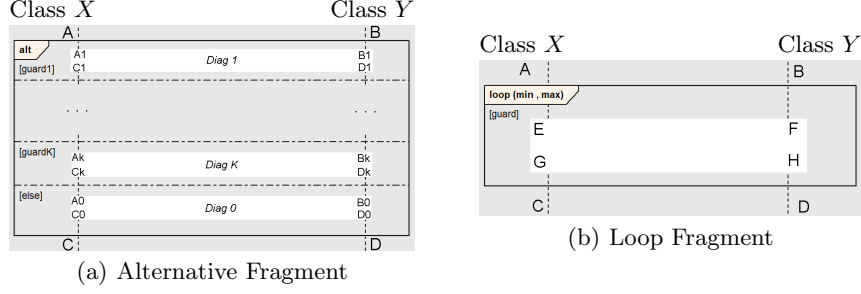 Class X Class Y
A B
alt
A1 Diag 1 B1
[guard1] C1 D1
. . . . . .
[guardK]
Ak Bk
Ck Diag K Dk
[else] A0 B0
C0 Diag 0 D0
C D
(a) Alternative Fragment
Class X Class Y
A B
loop (min , max)
[guard]
E F
G H
C D
(b) Loop Fragment